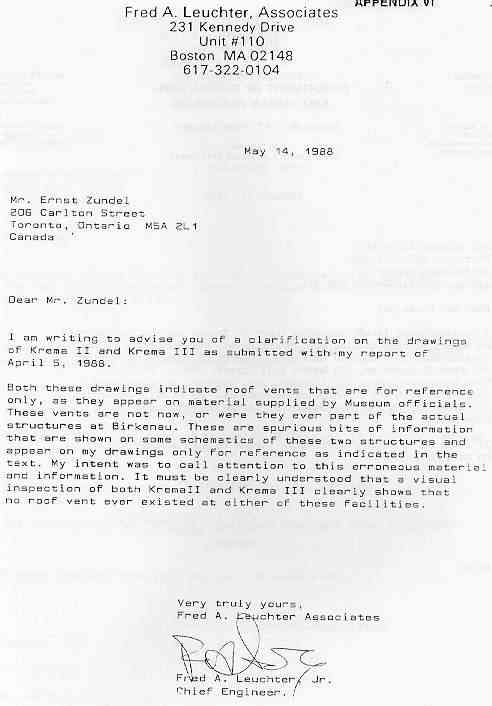 APPENDIX VI
Fred A. Leuchter, Associates
231 Kennedy Drive
Unit #110
Boston MA 02148
617-322-0104
May 14, 1988
Mr. Ernst Zundel
206 Carlton Street
Toronto, Ontario M5A 2L1
Canada
Dear Mr. Zundel:
I am writing to advise you of a clarification on the drawings
of Krema II and Krema III as submitted with my report of
April 5, 1988.
Both these drawings indicate roof vents that are for reference
only, as they appear on material supplied by Museum officials.
These vents are not now, or were they ever part of the actual
structures at Birkenau. These are spurious bits of information
that are shown on some schematics of these two structures and
appear on my drawings only for reference as indicated in the
text. My intent was to call attention to this erroneous material
and information. It must be clearly understood that a visual
inspection of both KremaII and Krema III clearly shows that
no roof vent ever existed at either of these facilities.
Very truly yours,
Fred A. Leuchter Associates
Fred A. Leuchter, Jr.
Chief Engineer.